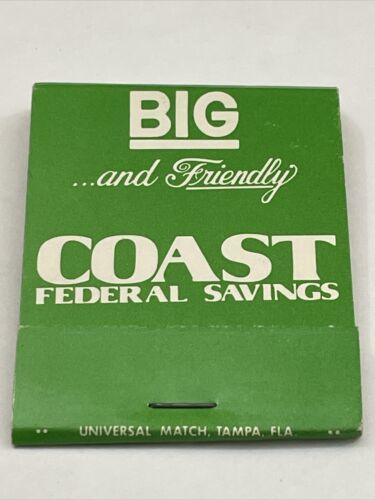 BIG
...and Friendly
COAST
FEDERAL SAVINGS
UNIVERSAL MATCH, TAMPA, FLA.